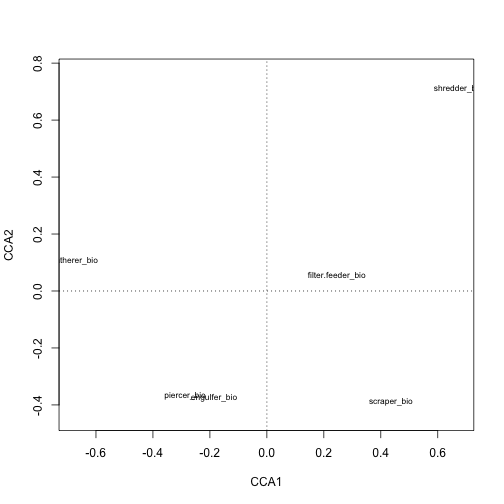 0.8
shredder_b
0.6
0.4
0.2
CCA2
therer_bio
filter.feeder_bio
0.0
-0.2
piercer_bio
engulfer_bio
scraper_bio
-0.4
-0.6 -0.4 -0.2 0.0 0.2 0.4 0.6
CCA1